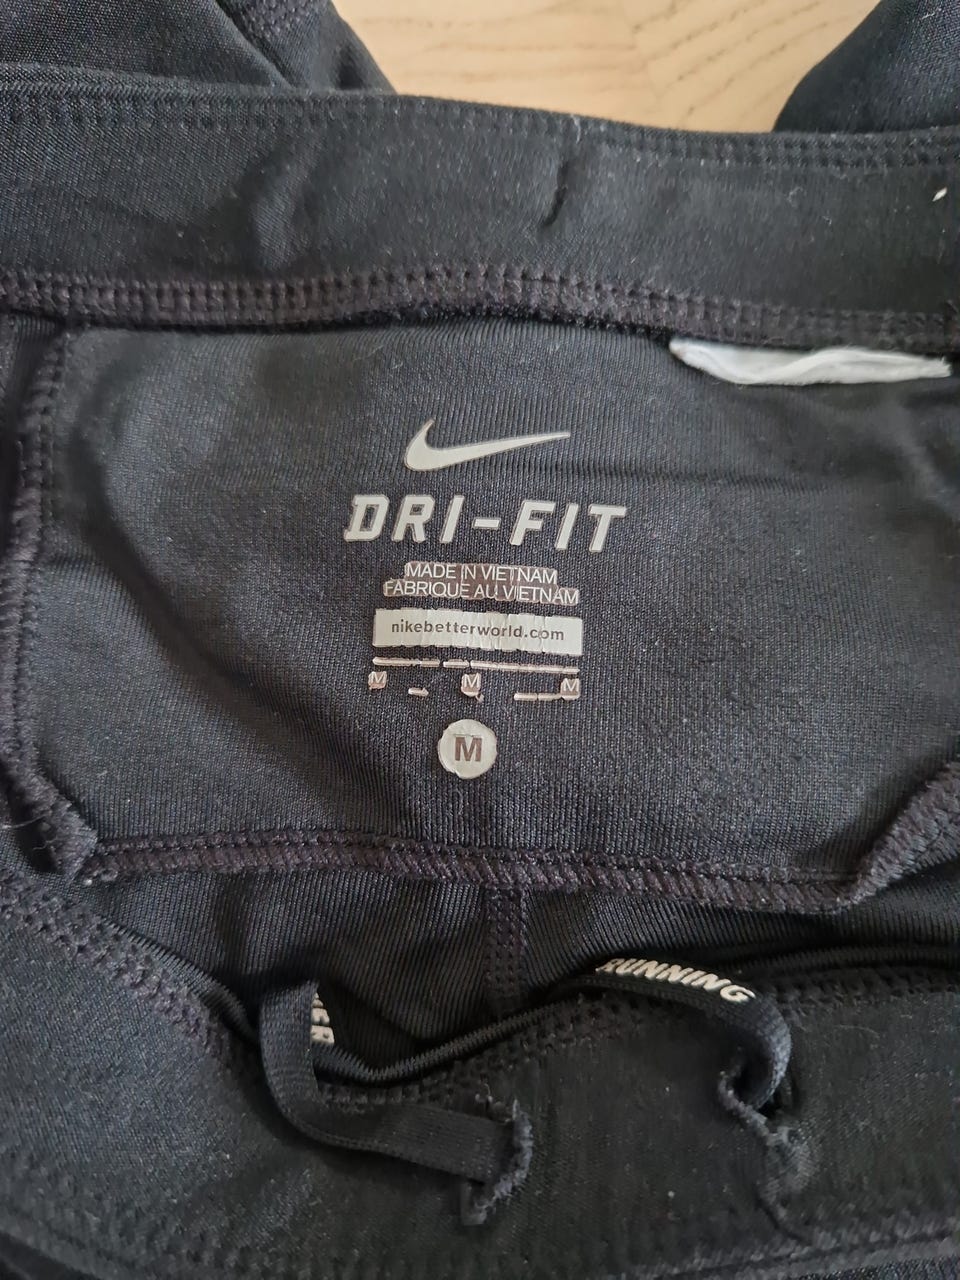 DRI-FIT
MADE IN VIETNAM
FABRIQUE AU VIETNAM
nikebetterworld.com
M M M
M
RUNNING